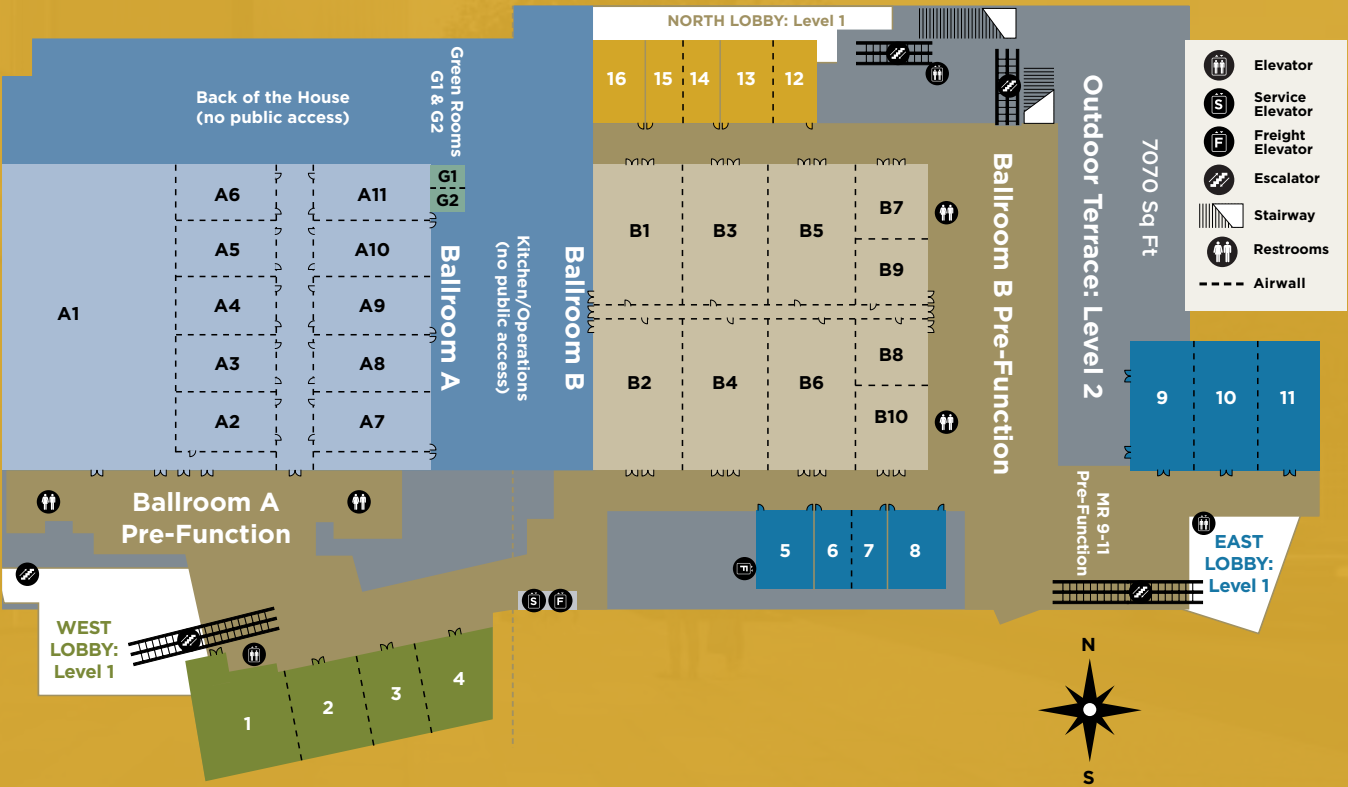 NORTH LOBBY: Level 1
16
15
14
13
12
Back of the House
(no public access)
Green Rooms
G1 & G2
G1
G2
A1
A6
A5
A4
A3
A2
A11
A10
A9
A8
A7
Ballroom A
Kitchen/Operations
(no public access)
Ballroom B
B1
B3
B5
B7
B9
B2
B4
B6
B8
B10
Ballroom B Pre-Function
Outdoor Terrace: Level 2
7070 Sq Ft
Elevator
S
Service
Elevator
F
Freight
Elevator
Escalator
Stairway
Restrooms
Airwall
9
10
11
MR 9-11
Pre-Function
Ballroom A
Pre-Function
5
6
7
8
F
S
F
EAST
LOBBY:
Level 1
WEST
LOBBY:
Level 1
1
2
3
4
N
S